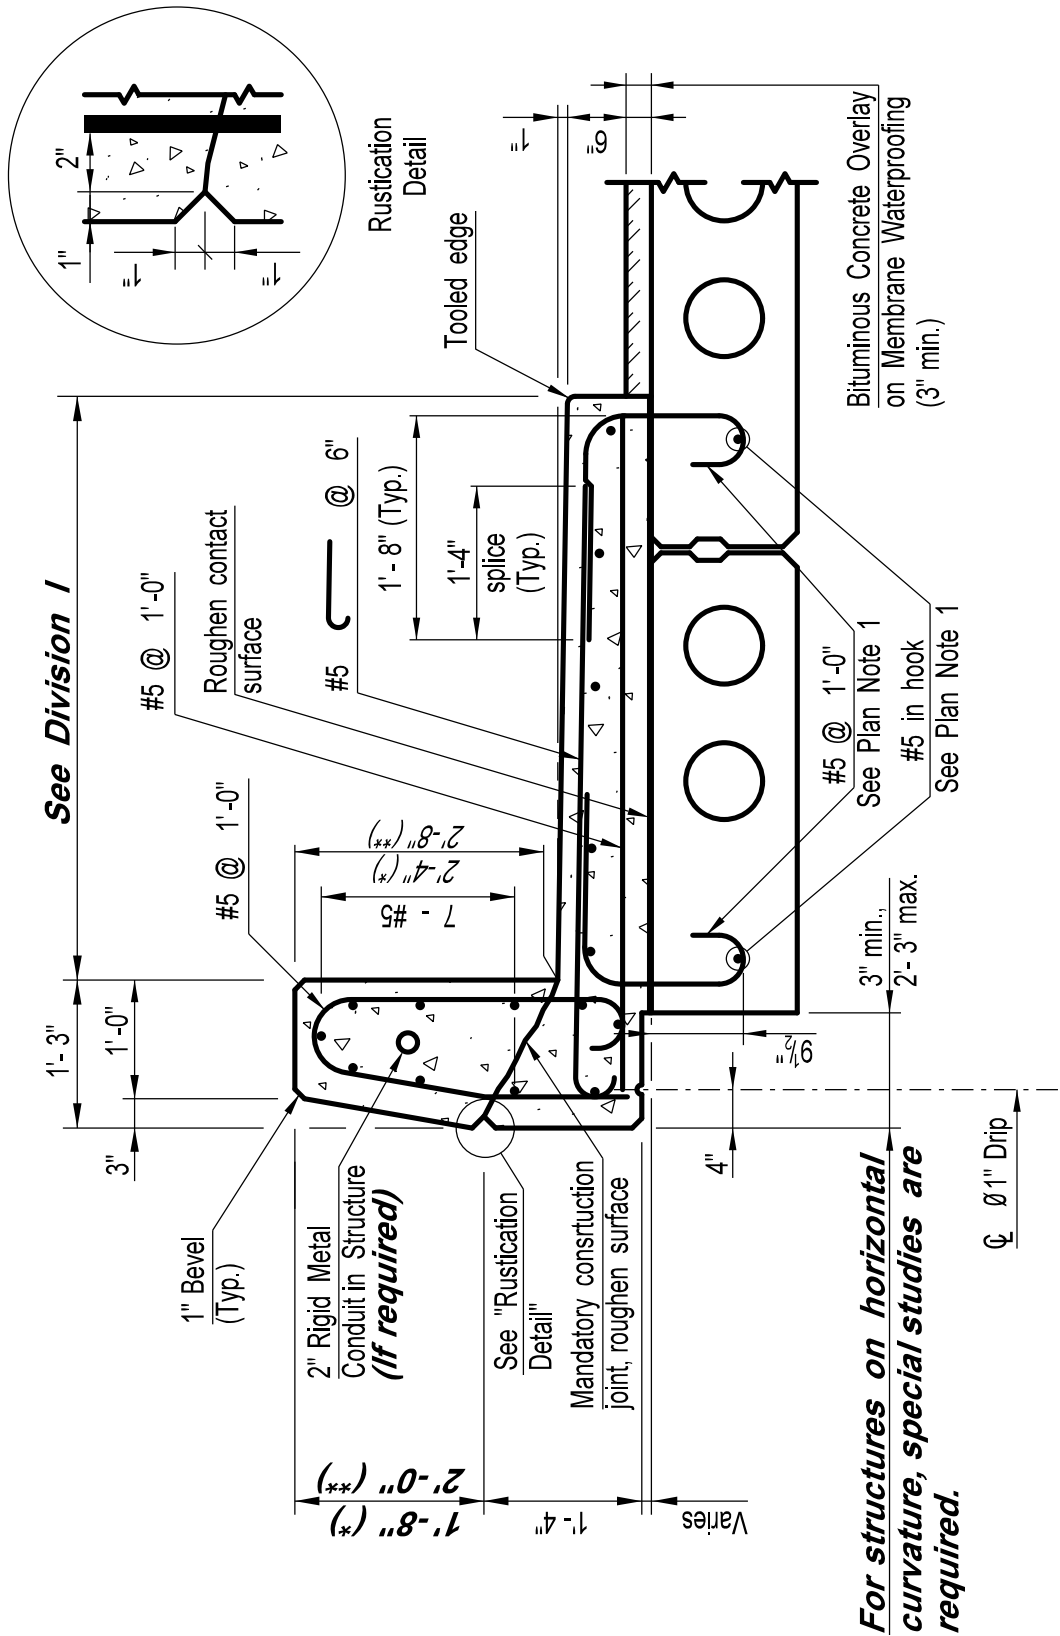 2"
1"
1"
1"
Rustication
Detail
Tooled edge
1"
6"
Bituminous Concrete Overlay
on Membrane Waterproofing
(3" min.)
See Division I
#5 @ 1'-0"
Roughen contact
surface
#5 @ 6"
1'-8" (Typ.)
1'-4"
splice
(Typ.)
#5 @ 1'-0"
2'-8" (**)
2'-4" (*)
7 - #5
#5 @ 1'-0"
See Plan Note 1
#5 in hook
See Plan Note 1
1'-3"
1'-0"
3"
3" min.,
2'-3" max.
9½"
4"
℄ Ø1" Drip
1" Bevel
(Typ.)
2" Rigid Metal
Conduit in Structure
(If required)
See "Rustication
Detail"
Mandatory consrtuction
joint, roughen surface
2'-0" (**)
1'-8" (*)
1'-4"
Varies
For structures on horizontal
curvature, special studies are
required.